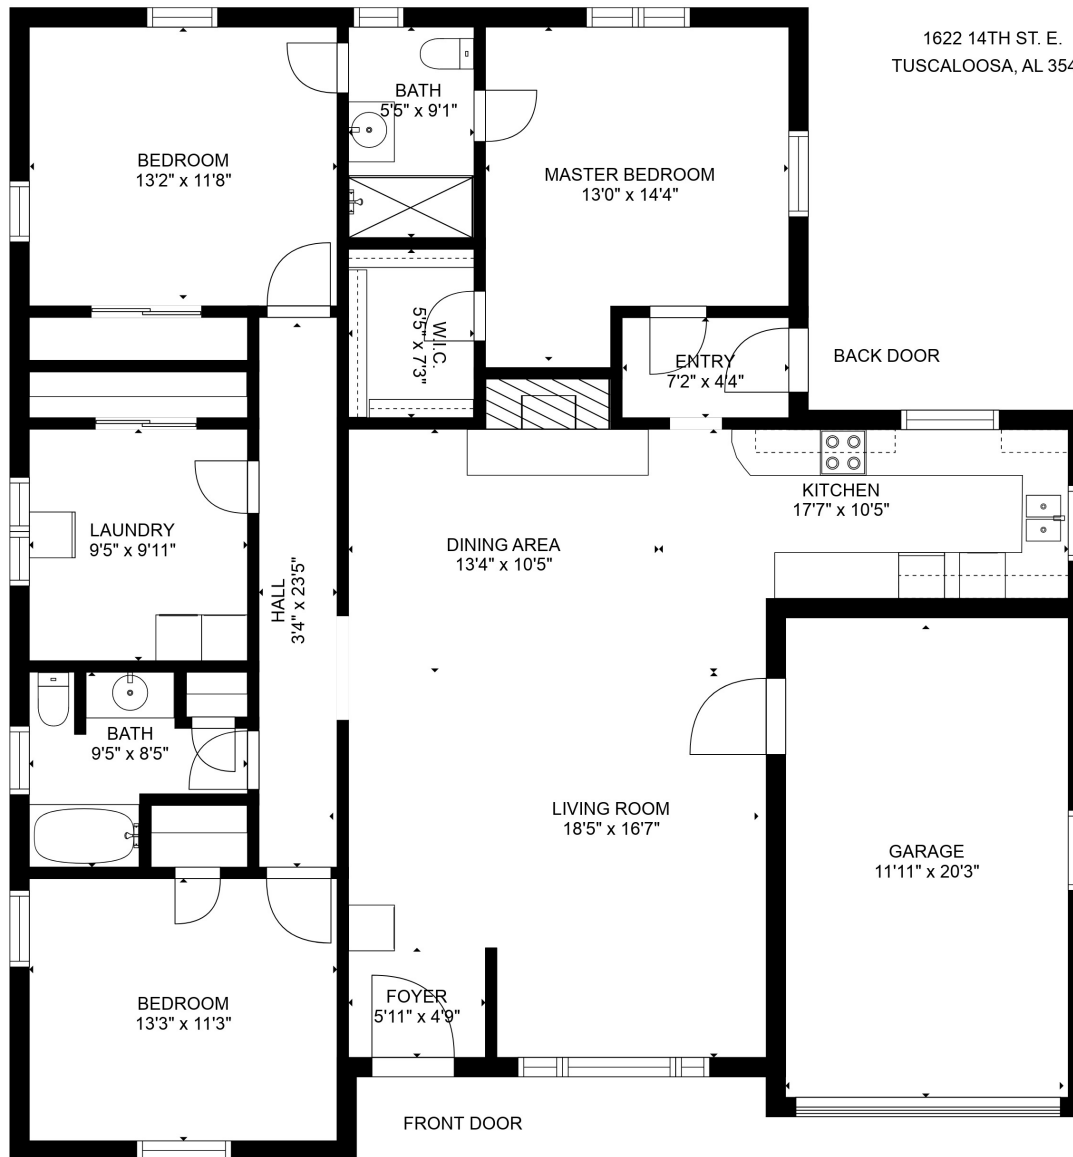 1622 14TH ST. E.
TUSCALOOSA, AL 354
BATH
5'5" x 9'1"
BEDROOM
13'2" x 11'8"
MASTER BEDROOM
13'0" x 14'4"
W.I.C.
5'5" x 7'3"
ENTRY
7'2" x 4'4"
BACK DOOR
KITCHEN
17'7" x 10'5"
LAUNDRY
9'5" x 9'11"
DINING AREA
13'4" x 10'5"
HALL
3'4" x 23'5"
BATH
9'5" x 8'5"
LIVING ROOM
18'5" x 16'7"
GARAGE
11'11" x 20'3"
BEDROOM
13'3" x 11'3"
FOYER
5'11" x 4'9"
FRONT DOOR